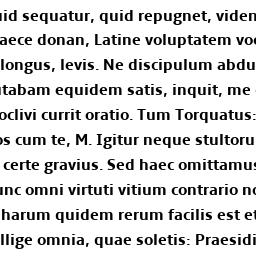 uid sequatur, quid repugnet, viden
aece donan, Latine voluptatem voc
longus, levis. Ne discipulum abdu
utabam equidem satis, inquit, me
oclivi currit oratio. Tum Torquatus:
os cum te, M. Igitur neque stultoru
certe gravius. Sed haec omittamus
unc omni virtuti vitium contrario no
harum quidem rerum facilis est et
llige omnia, quae soletis: Praesidi